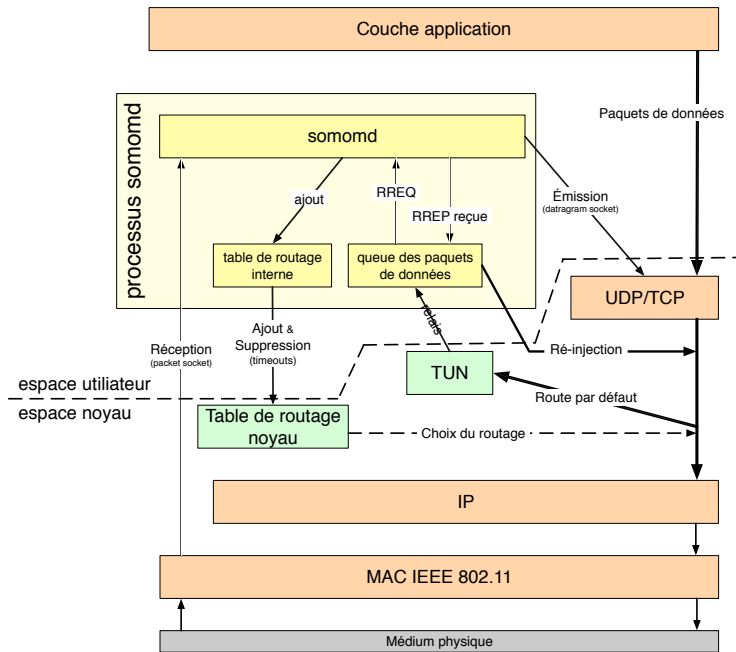 Couche application
Paquets de données
processus somomd
somomd
ajout
RREQ
RREP reçue
Émission
(datagram socket)
table de routage
interne
queue des paquets
de données
UDP/TCP
relais
Ajout &
Suppression
(timeouts)
Réception
(packet socket)
Ré-injection
TUN
espace utiliateur
espace noyau
Route par défaut
Table de routage
noyau
Choix du routage
IP
MAC IEEE 802.11
Médium physique